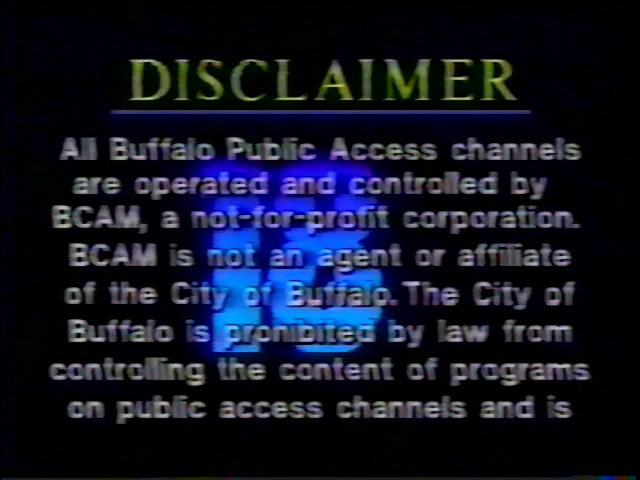 DISCLAIMER
All Buffalo Public Access channels
are operated and controlled by
BCAM, a not-for-profit corporation.
BCAM is not an agent or affiliate
of the City of Buffalo. The City of
Buffalo is prohibited by law from
controlling the content of programs
on public access channels and is
18